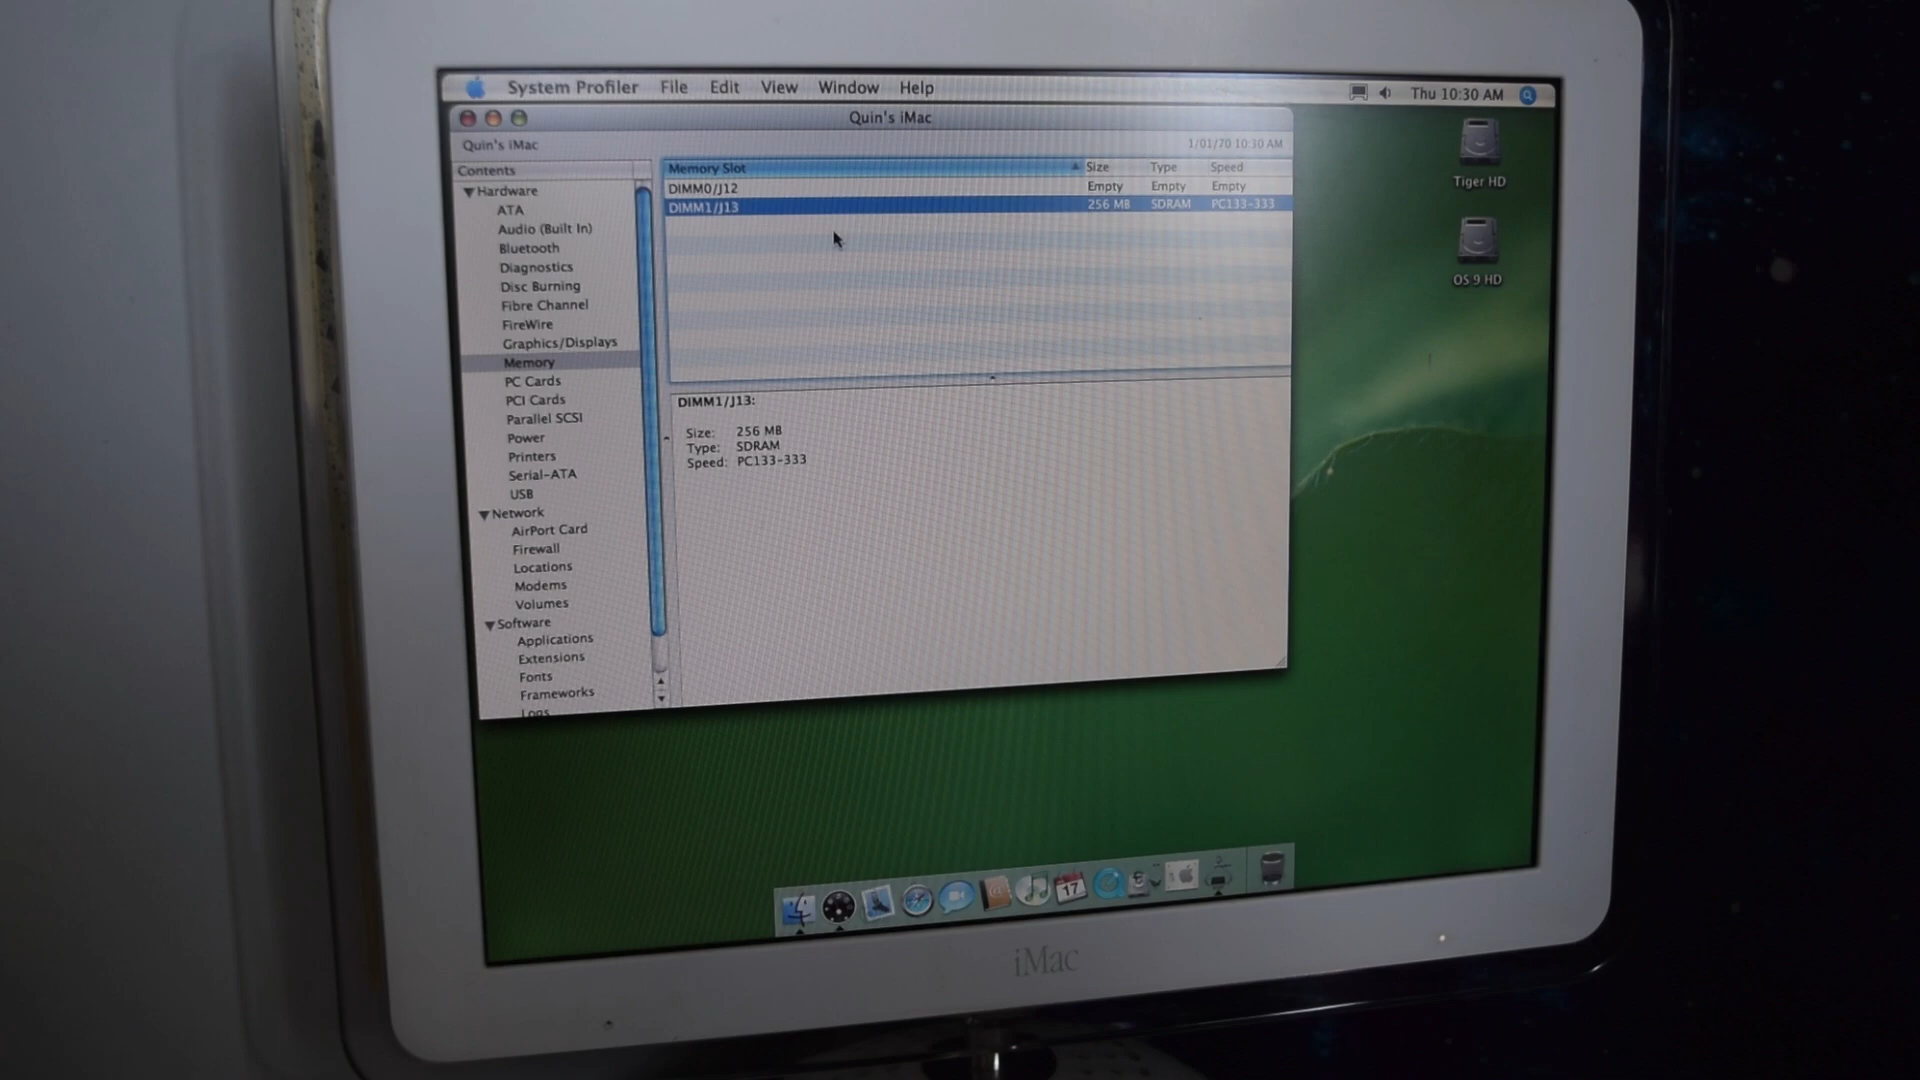 System Profiler File Edit View Window Help Thu 10:30 AM
Quin's iMac
Quin's iMac 1/01/70 10:30 AM
Contents
Hardware
ATA
Audio (Built In)
Bluetooth
Diagnostics
Disc Burning
Fibre Channel
FireWire
Graphics/Displays
Memory
PC Cards
PCI Cards
Parallel SCSI
Power
Printers
Serial-ATA
USB
Network
AirPort Card
Firewall
Locations
Modems
Volumes
Software
Applications
Extensions
Fonts
Frameworks
Logs
Memory Slot Size Type Speed
DIMM0/J12 Empty Empty Empty
DIMM1/J13 256 MB SDRAM PC133-333
DIMM1/J13:
Size: 256 MB
Type: SDRAM
Speed: PC133-333
Tiger HD
OS 9 HD
17
iMac